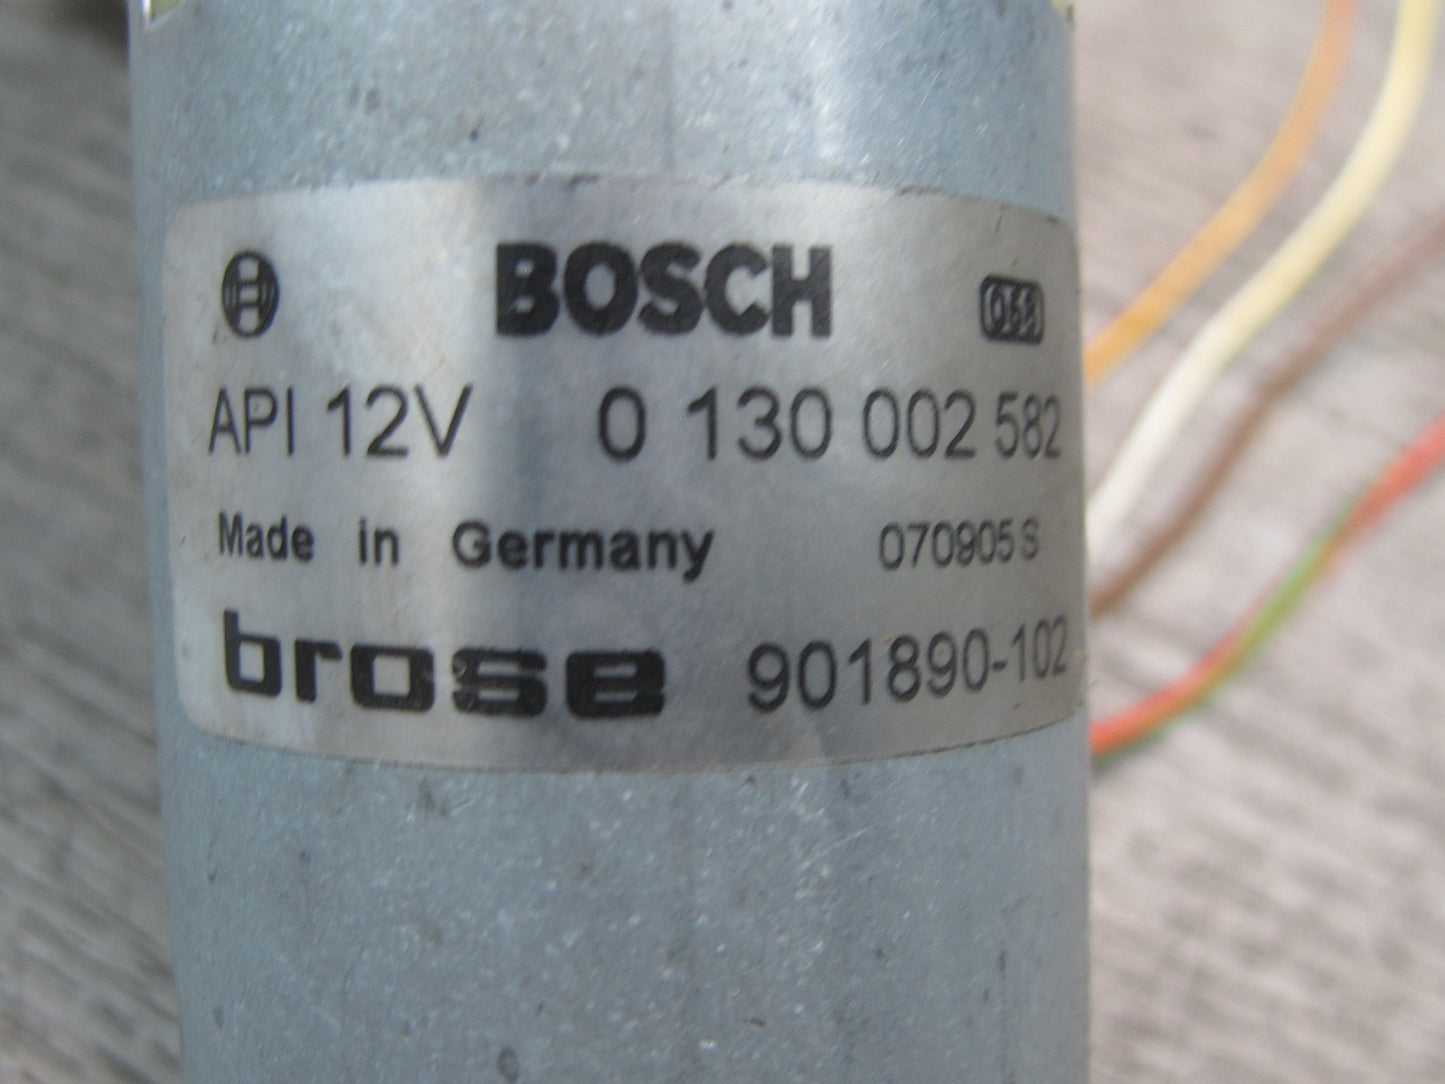 BOSCH
API 12V 0 130 002 582
Made in Germany 070905 S
brose 901890-102